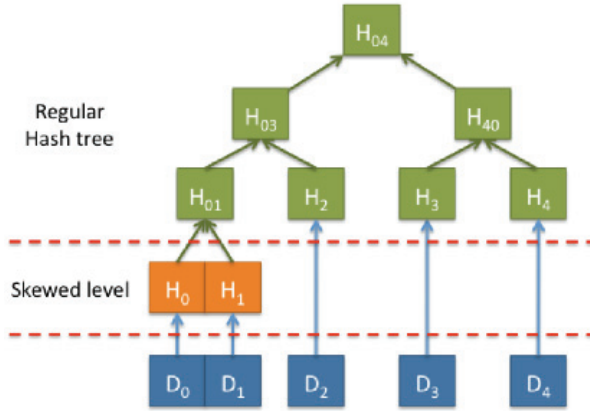 H04
Regular
Hash tree
H03
H40
H01
H2
H3
H4
Skewed level
H0
H1
D0
D1
D2
D3
D4